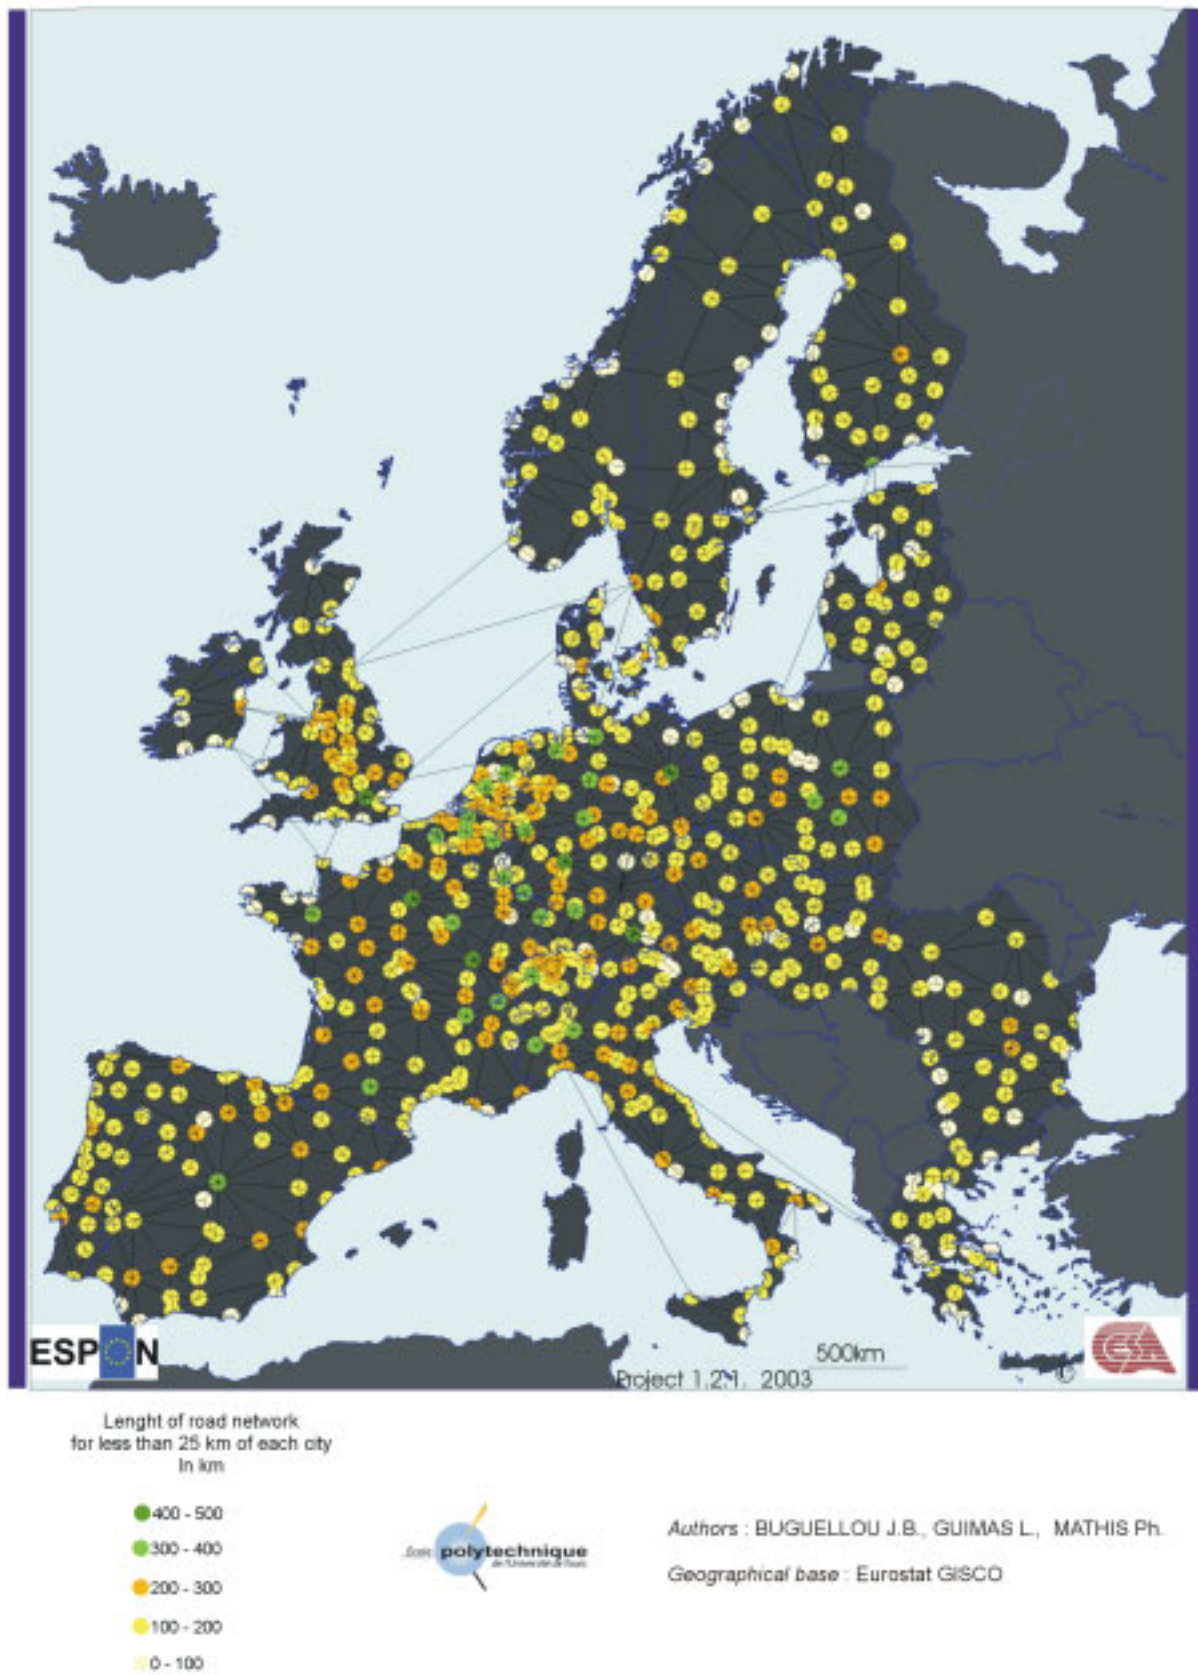 ESPON
500km
Project 1.2.1, 2003
©
Lenght of road network
for less than 25 km of each city
in km
400 - 500
300 - 400
200 - 300
100 - 200
0 - 100
polytechnique
Authors : BUGUELLOU J.B., GUIMAS L., MATHIS Ph.
Geographical base : Eurostat GISCO